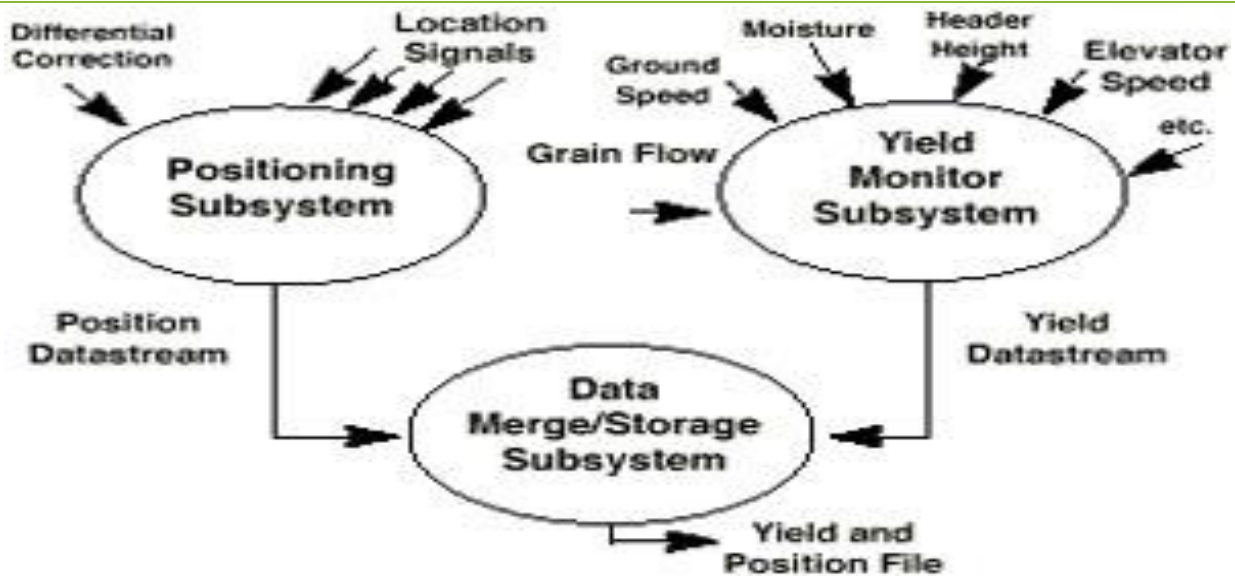 Differential
Correction
Location
Signals
Moisture
Header
Height
Ground
Speed
Elevator
Speed
etc.
Grain Flow
Positioning
Subsystem
Yield
Monitor
Subsystem
Position
Datastream
Yield
Datastream
Data
Merge/Storage
Subsystem
Yield and
Position File